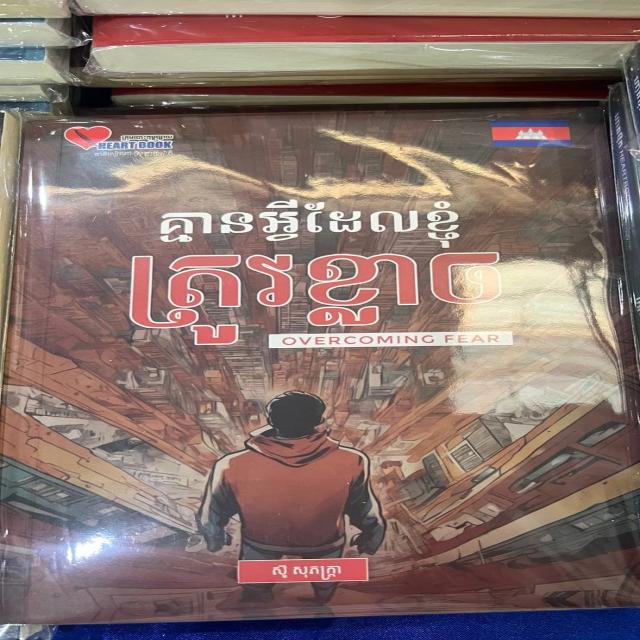 HEART BOOK
គ្មានអ្វីដែលខ្ញុំ
ត្រូវខ្លាច
OVERCOMING FEAR
ស៊ូ សុភក្ត្រា